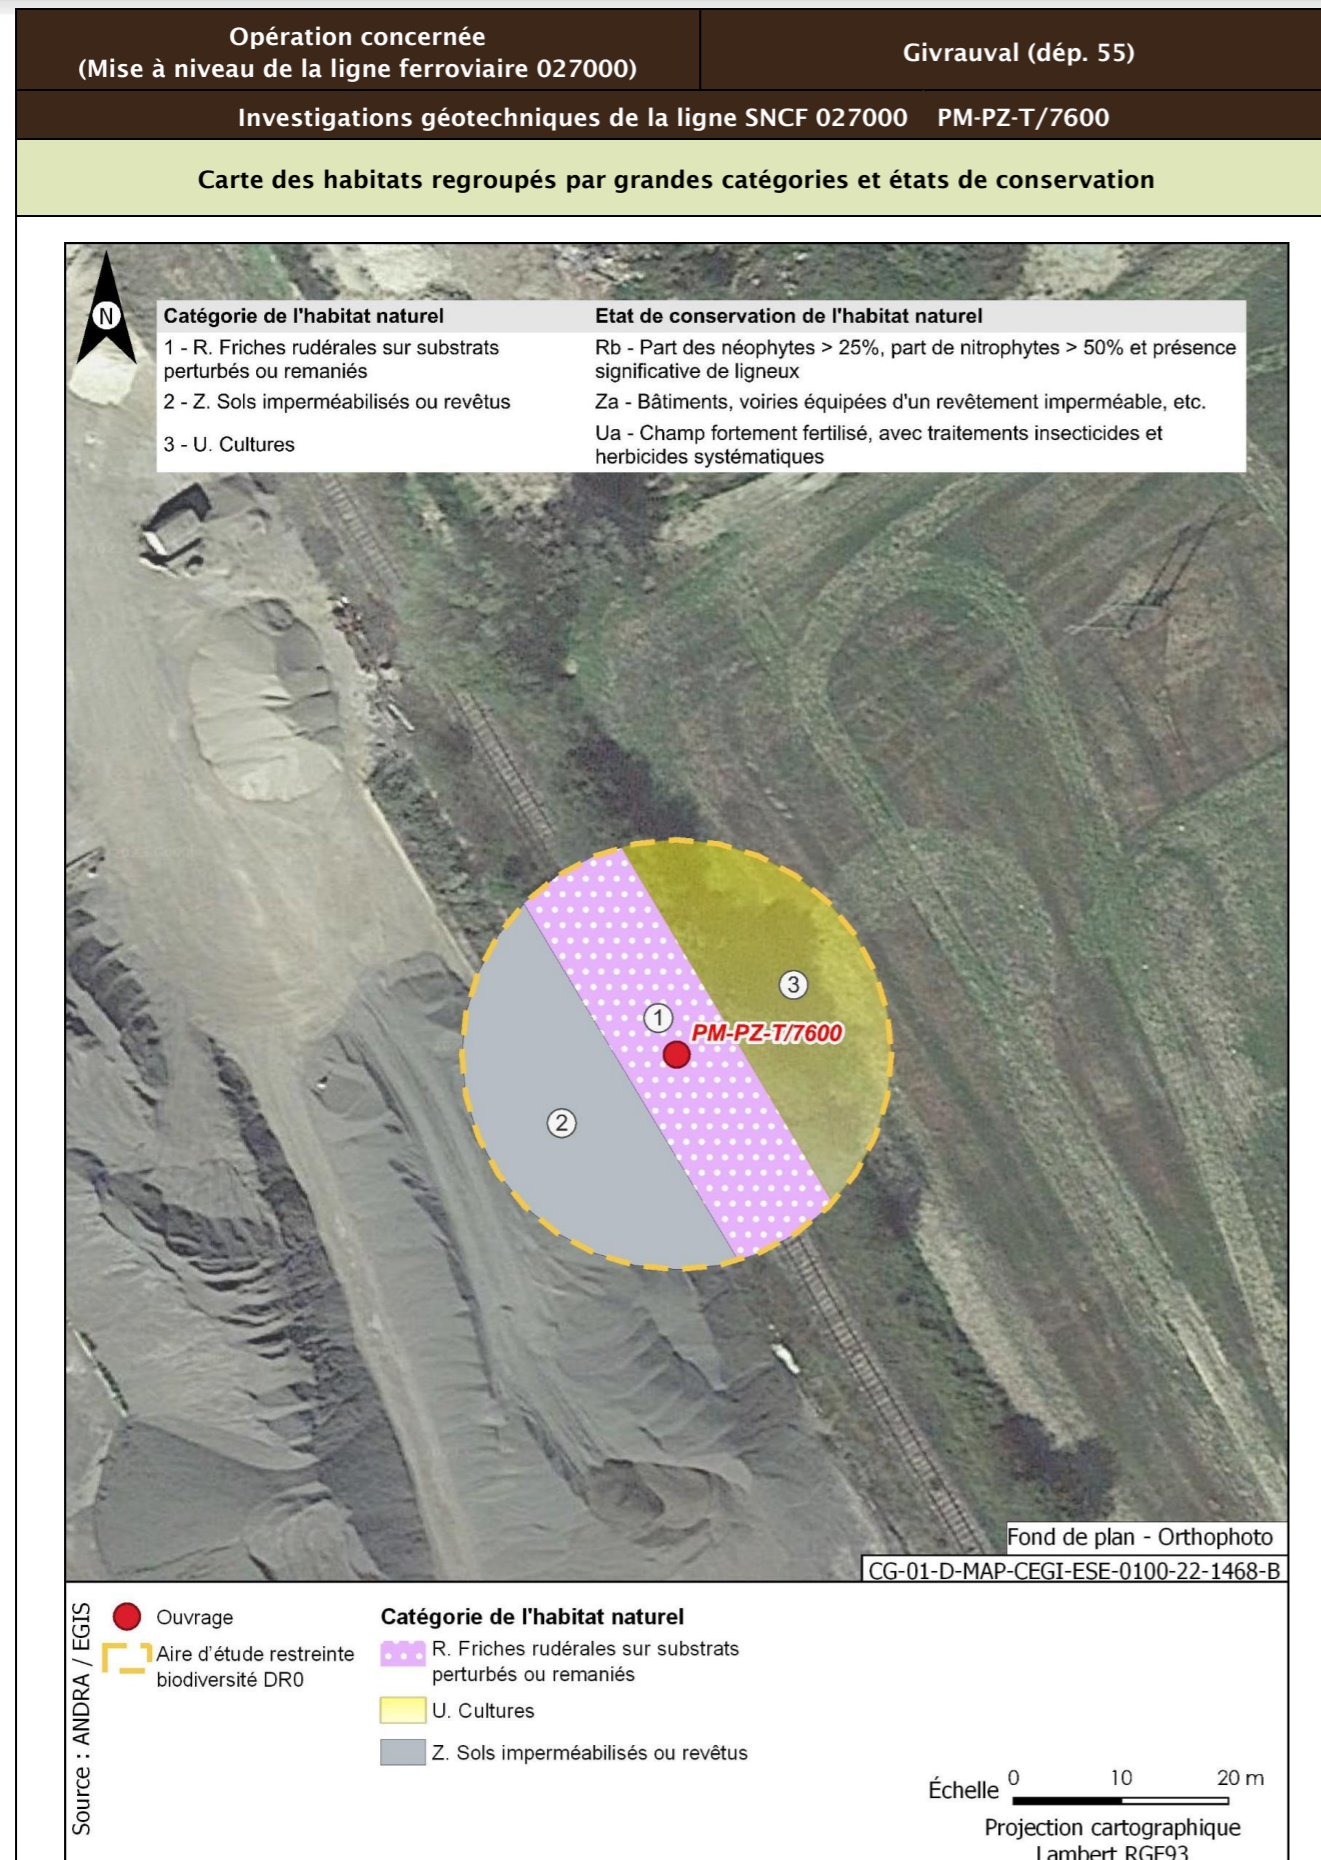 Opération concernée
(Mise à niveau de la ligne ferroviaire 027000)
Givrauval (dép. 55)
Investigations géotechniques de la ligne SNCF 027000 PM-PZ-T/7600
Carte des habitats regroupés par grandes catégories et états de conservation
N
Catégorie de l'habitat naturel
Etat de conservation de l'habitat naturel
1 - R. Friches rudérales sur substrats
perturbés ou remaniés
Rb - Part des néophytes > 25%, part de nitrophytes > 50% et présence
significative de ligneux
2 - Z. Sols imperméabilisés ou revêtus
Za - Bâtiments, voiries équipées d'un revêtement imperméable, etc.
3 - U. Cultures
Ua - Champ fortement fertilisé, avec traitements insecticides et
herbicides systématiques
3
1
PM-PZ-T/7600
2
Fond de plan - Orthophoto
CG-01-D-MAP-CEGI-ESE-0100-22-1468-B
Source : ANDRA / EGIS
Ouvrage
Aire d'étude restreinte
biodiversité DR0
Catégorie de l'habitat naturel
R. Friches rudérales sur substrats
perturbés ou remaniés
U. Cultures
Z. Sols imperméabilisés ou revêtus
Échelle 0 10 20 m
Projection cartographique
Lambert RGF93